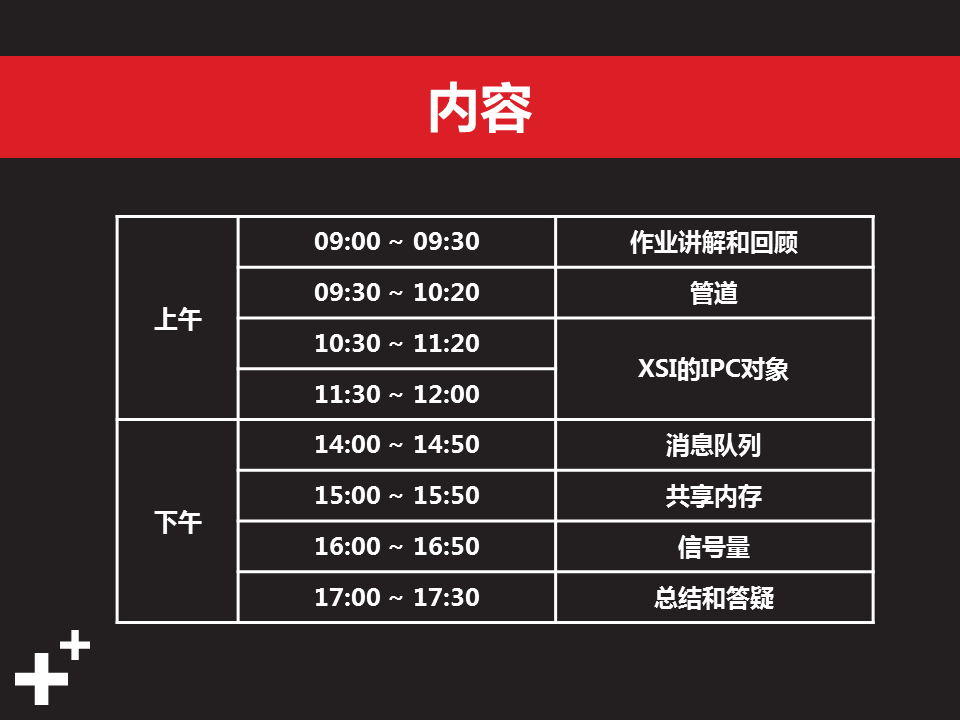 内容
上午
09:00 ~ 09:30 作业讲解和回顾
09:30 ~ 10:20 管道
10:30 ~ 11:20
XSI的IPC对象
11:30 ~ 12:00
下午
14:00 ~ 14:50 消息队列
15:00 ~ 15:50 共享内存
16:00 ~ 16:50 信号量
17:00 ~ 17:30 总结和答疑